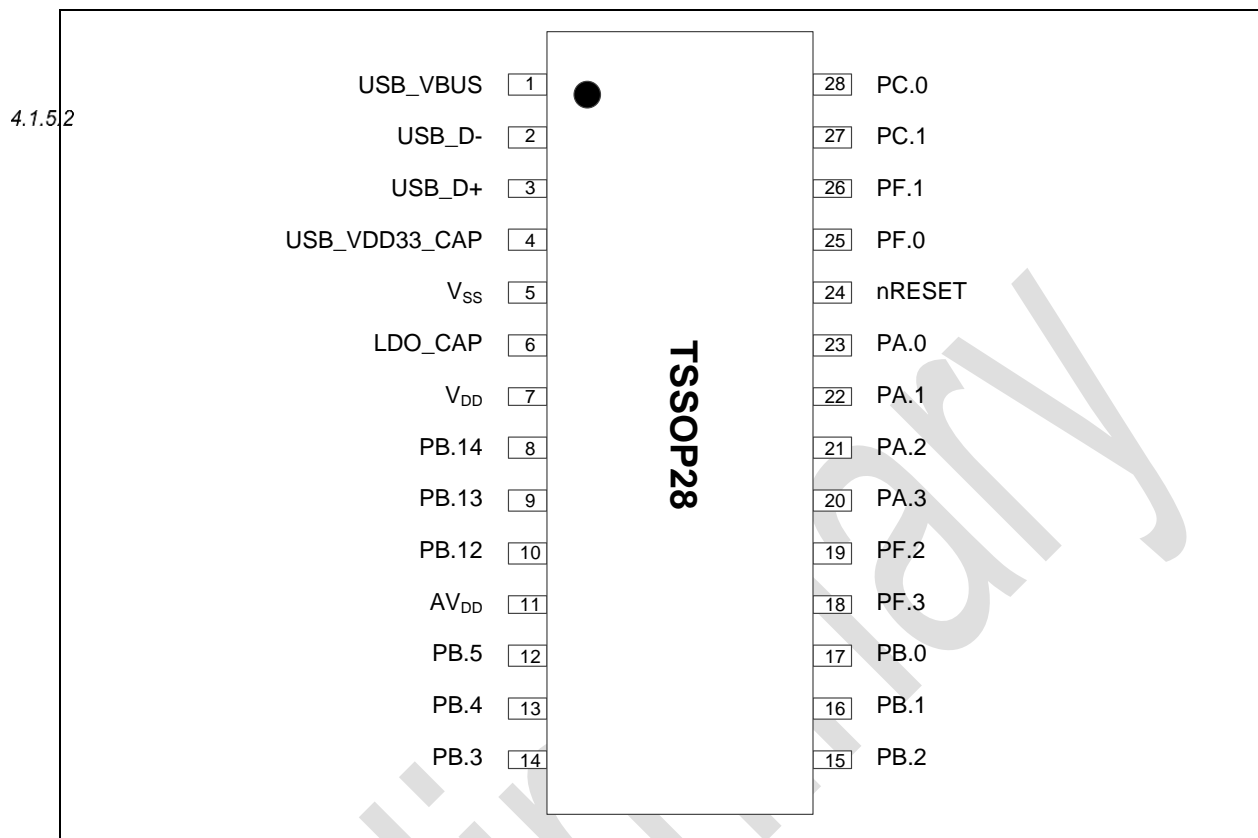 4.1.5.2
USB_VBUS 1 28 PC.0
USB_D- 2 27 PC.1
USB_D+ 3 26 PF.1
USB_VDD33_CAP 4 25 PF.0
VSS 5 24 nRESET
LDO_CAP 6 23 PA.0
VDD 7 22 PA.1
PB.14 8 21 PA.2
PB.13 9 20 PA.3
PB.12 10 19 PF.2
AVDD 11 18 PF.3
PB.5 12 17 PB.0
PB.4 13 16 PB.1
PB.3 14 15 PB.2
TSSOP28